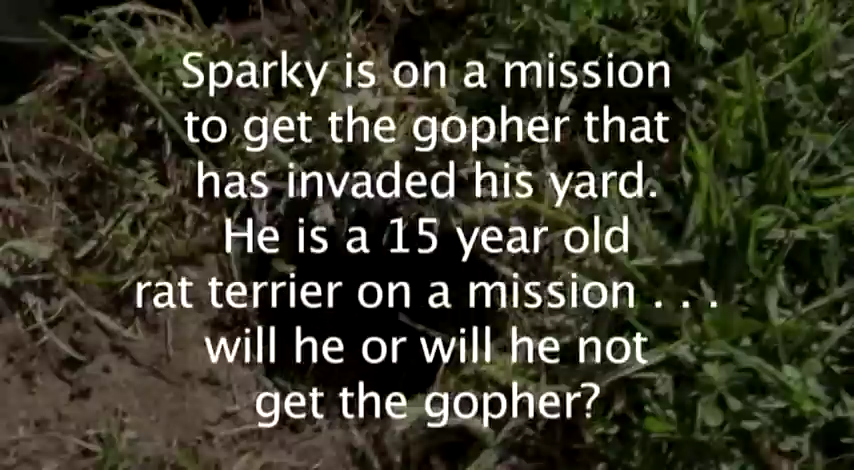 Sparky is on a mission
to get the gopher that
has invaded his yard.
He is a 15 year old
rat terrier on a mission . . .
will he or will he not
get the gopher?